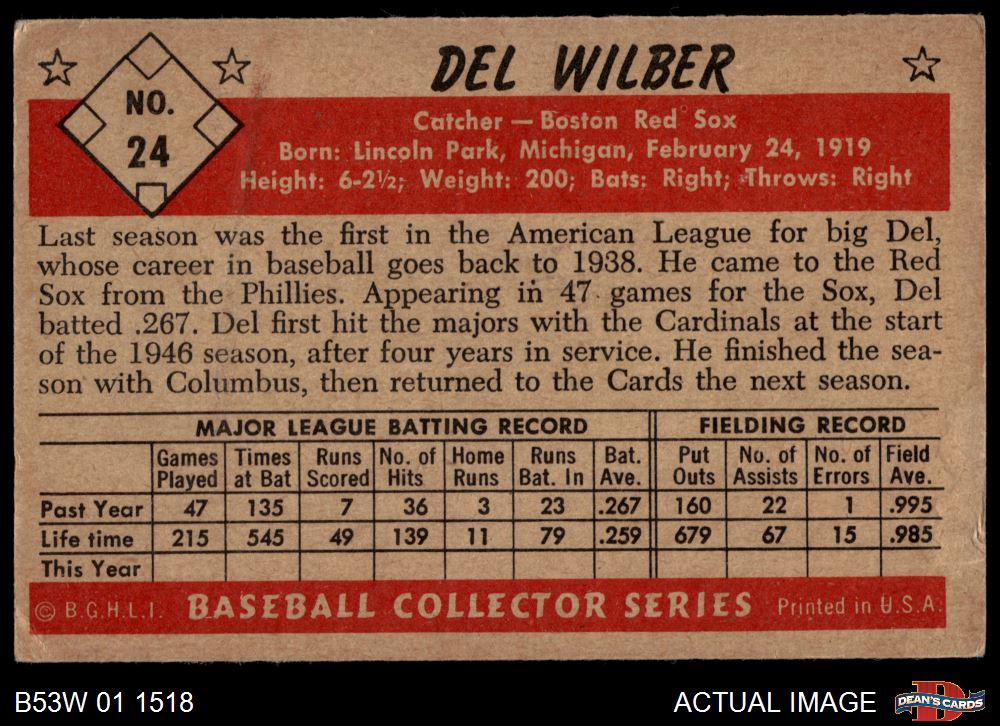 DEL WILBER
NO.
24
Catcher — Boston Red Sox
Born: Lincoln Park, Michigan, February 24, 1919
Height: 6-2½; Weight: 200; Bats: Right; Throws: Right
Last season was the first in the American League for big Del,
whose career in baseball goes back to 1938. He came to the Red
Sox from the Phillies. Appearing in 47 games for the Sox, Del
batted .267. Del first hit the majors with the Cardinals at the start
of the 1946 season, after four years in service. He finished the sea-
son with Columbus, then returned to the Cards the next season.
MAJOR LEAGUE BATTING RECORD FIELDING RECORD
Games Times Runs No. of Home Runs Bat. Put No. of No. of Field
Played at Bat Scored Hits Runs Bat. In Ave. Outs Assists Errors Ave.
Past Year 47 135 7 36 3 23 .267 160 22 1 .995
Life time 215 545 49 139 11 79 .259 679 67 15 .985
This Year
© B.G.H.L.I. BASEBALL COLLECTOR SERIES Printed in U.S.A.
B53W 01 1518 ACTUAL IMAGE DEAN'S CARDS